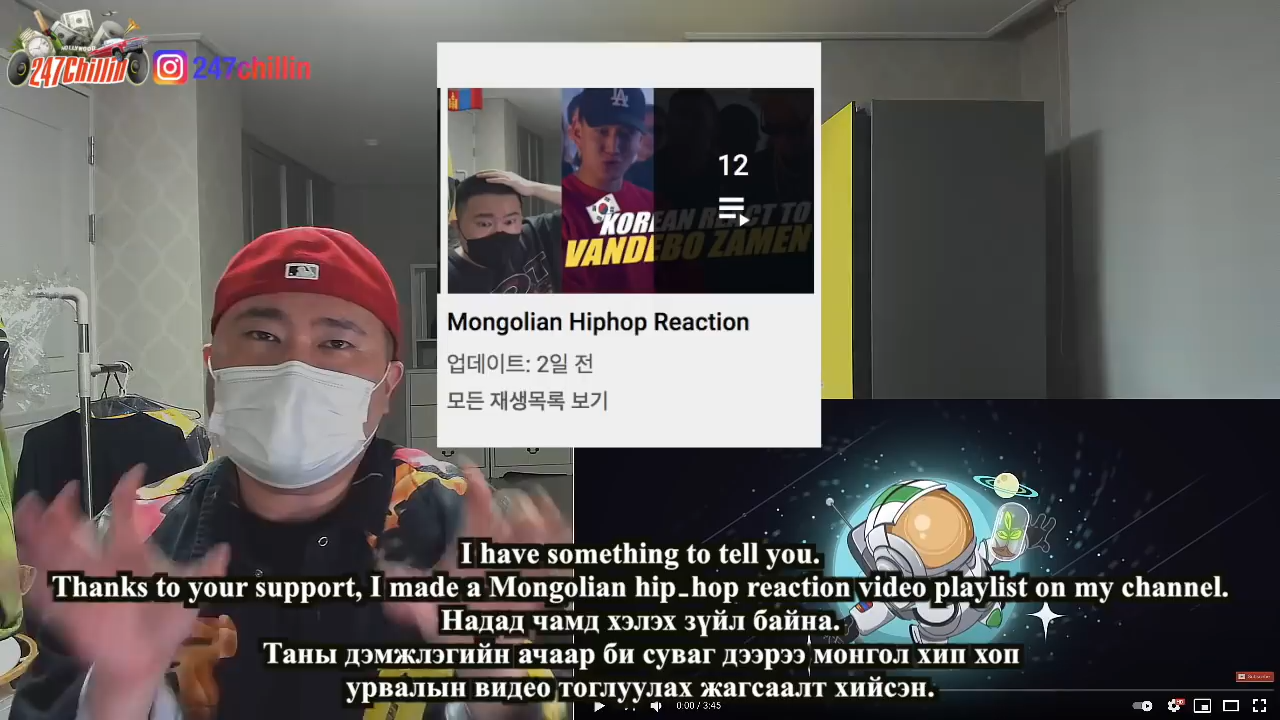 247Chillin
247chillin
12
KOREAN REACT TO
VANDEBO ZAMEN
Mongolian Hiphop Reaction
업데이트: 2일 전
모든 재생목록 보기
I have something to tell you.
Thanks to your support, I made a Mongolian hip-hop reaction video playlist on my channel.
Надад чамд хэлэх зүйл байна.
Таны дэмжлэгийн ачаар би суваг дээрээ монгол хип хоп
урвалын видео тоглуулах жагсаалт хийсэн.
0:00 / 3:45